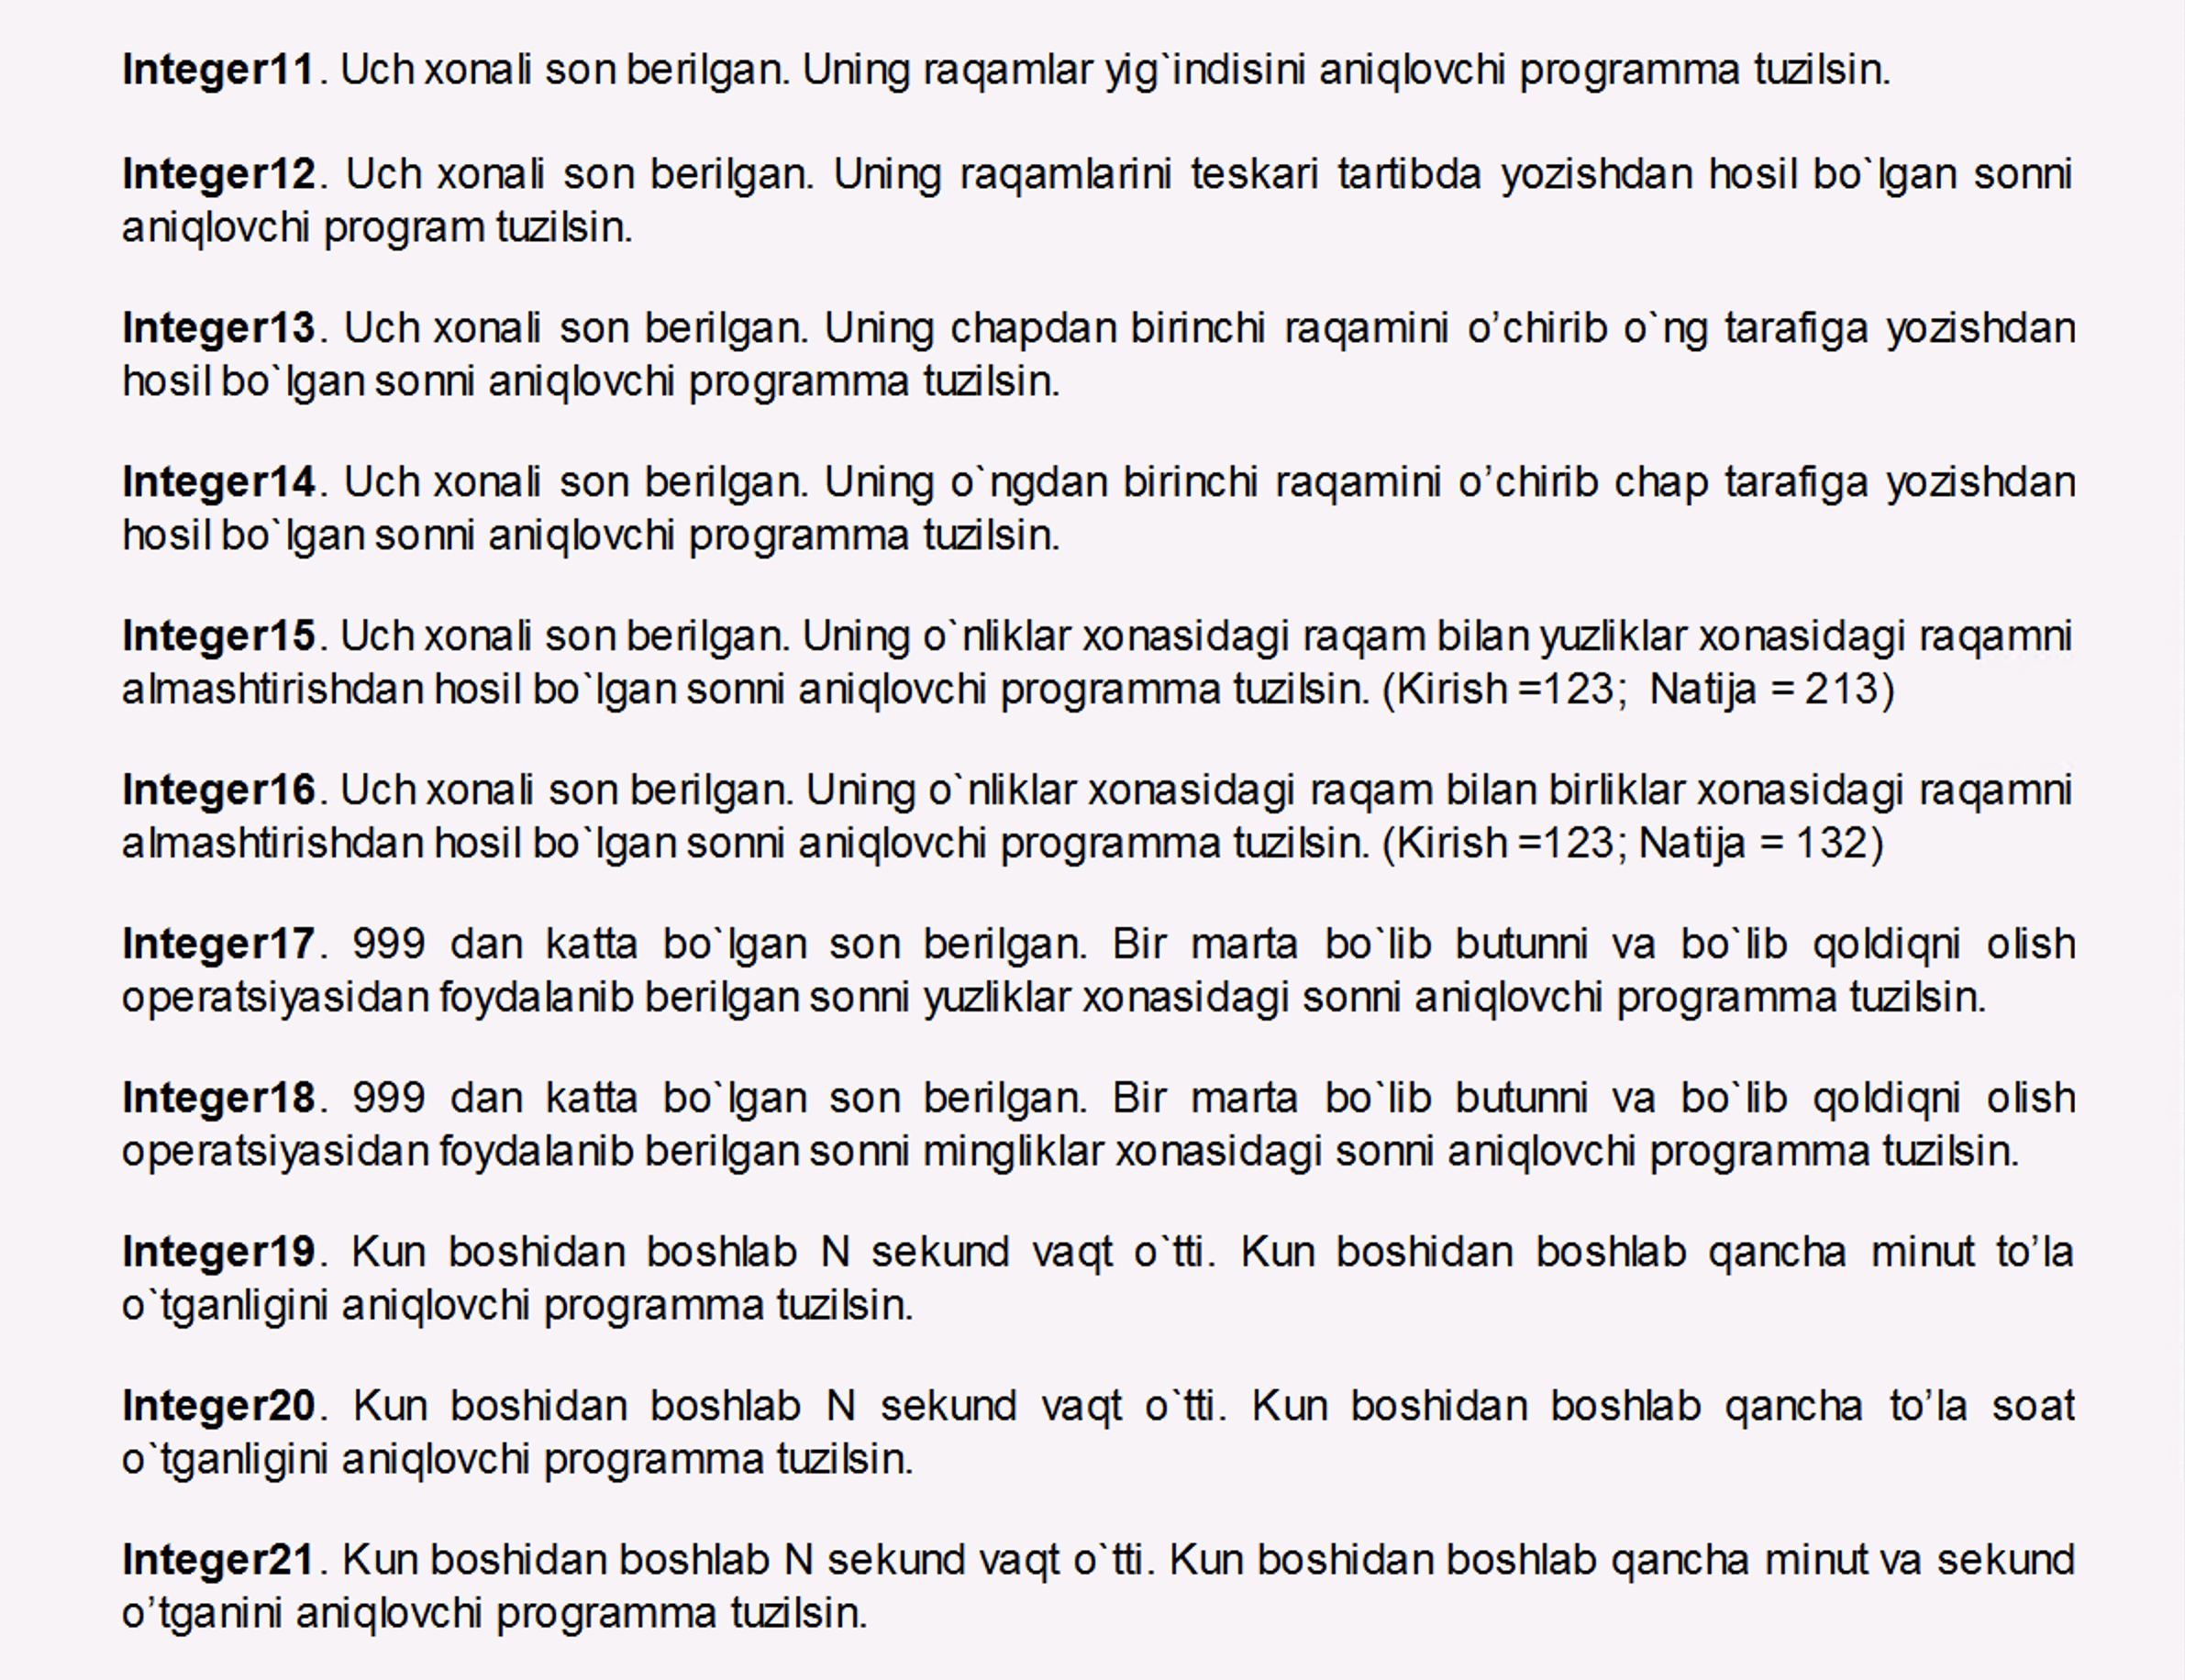 Integer11. Uch xonali son berilgan. Uning raqamlar yig`indisini aniqlovchi programma tuzilsin.
Integer12. Uch xonali son berilgan. Uning raqamlarini teskari tartibda yozishdan hosil bo`lgan sonni
aniqlovchi program tuzilsin.
Integer13. Uch xonali son berilgan. Uning chapdan birinchi raqamini o’chirib o`ng tarafiga yozishdan
hosil bo`lgan sonni aniqlovchi programma tuzilsin.
Integer14. Uch xonali son berilgan. Uning o`ngdan birinchi raqamini o’chirib chap tarafiga yozishdan
hosil bo`lgan sonni aniqlovchi programma tuzilsin.
Integer15. Uch xonali son berilgan. Uning o`nliklar xonasidagi raqam bilan yuzliklar xonasidagi raqamni
almashtirishdan hosil bo`lgan sonni aniqlovchi programma tuzilsin. (Kirish =123; Natija = 213)
Integer16. Uch xonali son berilgan. Uning o`nliklar xonasidagi raqam bilan birliklar xonasidagi raqamni
almashtirishdan hosil bo`lgan sonni aniqlovchi programma tuzilsin. (Kirish =123; Natija = 132)
Integer17. 999 dan katta bo`lgan son berilgan. Bir marta bo`lib butunni va bo`lib qoldiqni olish
operatsiyasidan foydalanib berilgan sonni yuzliklar xonasidagi sonni aniqlovchi programma tuzilsin.
Integer18. 999 dan katta bo`lgan son berilgan. Bir marta bo`lib butunni va bo`lib qoldiqni olish
operatsiyasidan foydalanib berilgan sonni mingliklar xonasidagi sonni aniqlovchi programma tuzilsin.
Integer19. Kun boshidan boshlab N sekund vaqt o`tti. Kun boshidan boshlab qancha minut to’la
o`tganligini aniqlovchi programma tuzilsin.
Integer20. Kun boshidan boshlab N sekund vaqt o`tti. Kun boshidan boshlab qancha to’la soat
o`tganligini aniqlovchi programma tuzilsin.
Integer21. Kun boshidan boshlab N sekund vaqt o`tti. Kun boshidan boshlab qancha minut va sekund
o’tganini aniqlovchi programma tuzilsin.